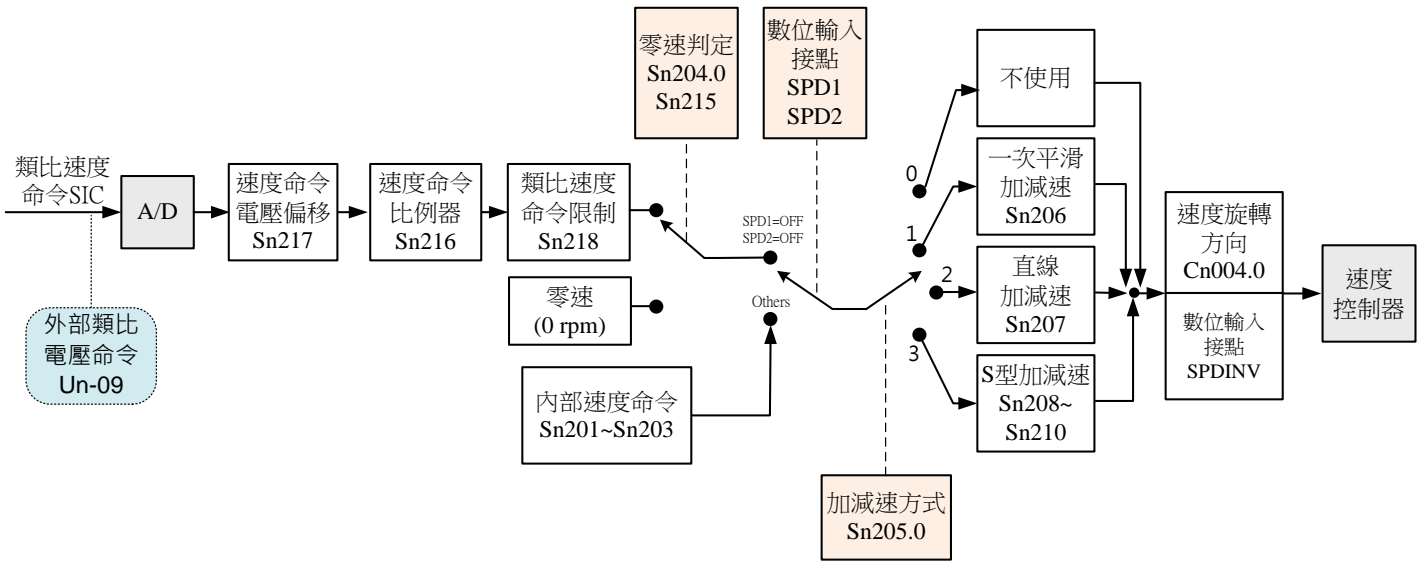 類比速度
命令SIC
外部類比
電壓命令
Un-09
A/D
速度命令
電壓偏移
Sn217
速度命令
比例器
Sn216
類比速度
命令限制
Sn218
零速
(0 rpm)
內部速度命令
Sn201~Sn203
零速判定
Sn204.0
Sn215
數位輸入
接點
SPD1
SPD2
SPD1=OFF
SPD2=OFF
Others
0
1
2
3
不使用
一次平滑
加減速
Sn206
直線
加減速
Sn207
S型加減速
Sn208~
Sn210
加減速方式
Sn205.0
速度旋轉
方向
Cn004.0
數位輸入
接點
SPDINV
速度
控制器